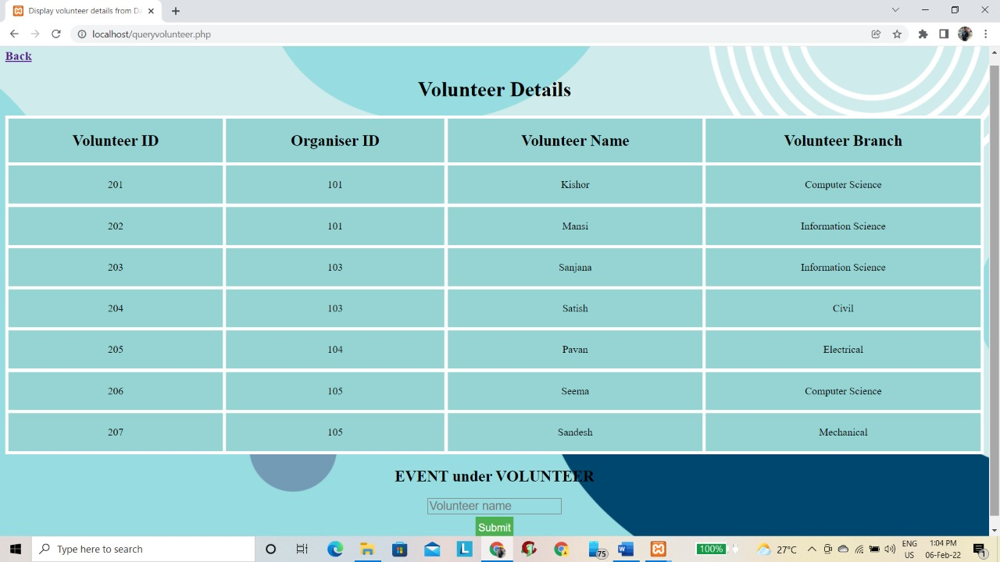 Display volunteer details from Da
localhost/queryvolunteer.php
Back
Volunteer Details
Volunteer ID Organiser ID Volunteer Name Volunteer Branch
201 101 Kishor Computer Science
202 101 Mansi Information Science
203 103 Sanjana Information Science
204 103 Satish Civil
205 104 Pavan Electrical
206 105 Seema Computer Science
207 105 Sandesh Mechanical
EVENT under VOLUNTEER
Volunteer name
Submit
Type here to search
L
75
W
100%
27°C
ENG
US
1:04 PM
06-Feb-22
1